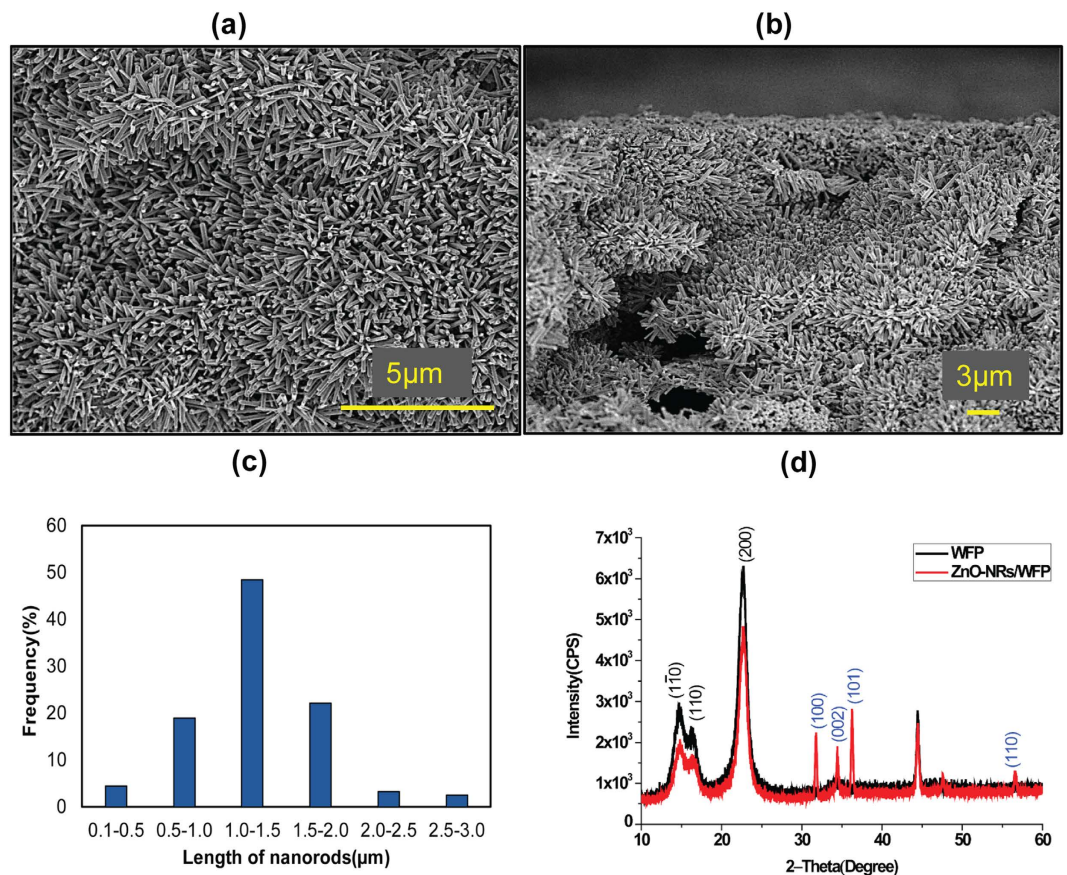 (a)
(b)
5µm
3µm
(c)
(d)
60
50
40
30
20
10
0
Frequency(%)
0.1-0.5
0.5-1.0
1.0-1.5
1.5-2.0
2.0-2.5
2.5-3.0
Length of nanorods(µm)
7x10³
6x10³
5x10³
4x10³
3x10³
2x10³
1x10³
0
Intensity(CPS)
(11̅0)
(110)
(200)
(100)
(002)
(101)
(110)
WFP
ZnO-NRs/WFP
10
20
30
40
50
60
2–Theta(Degree)